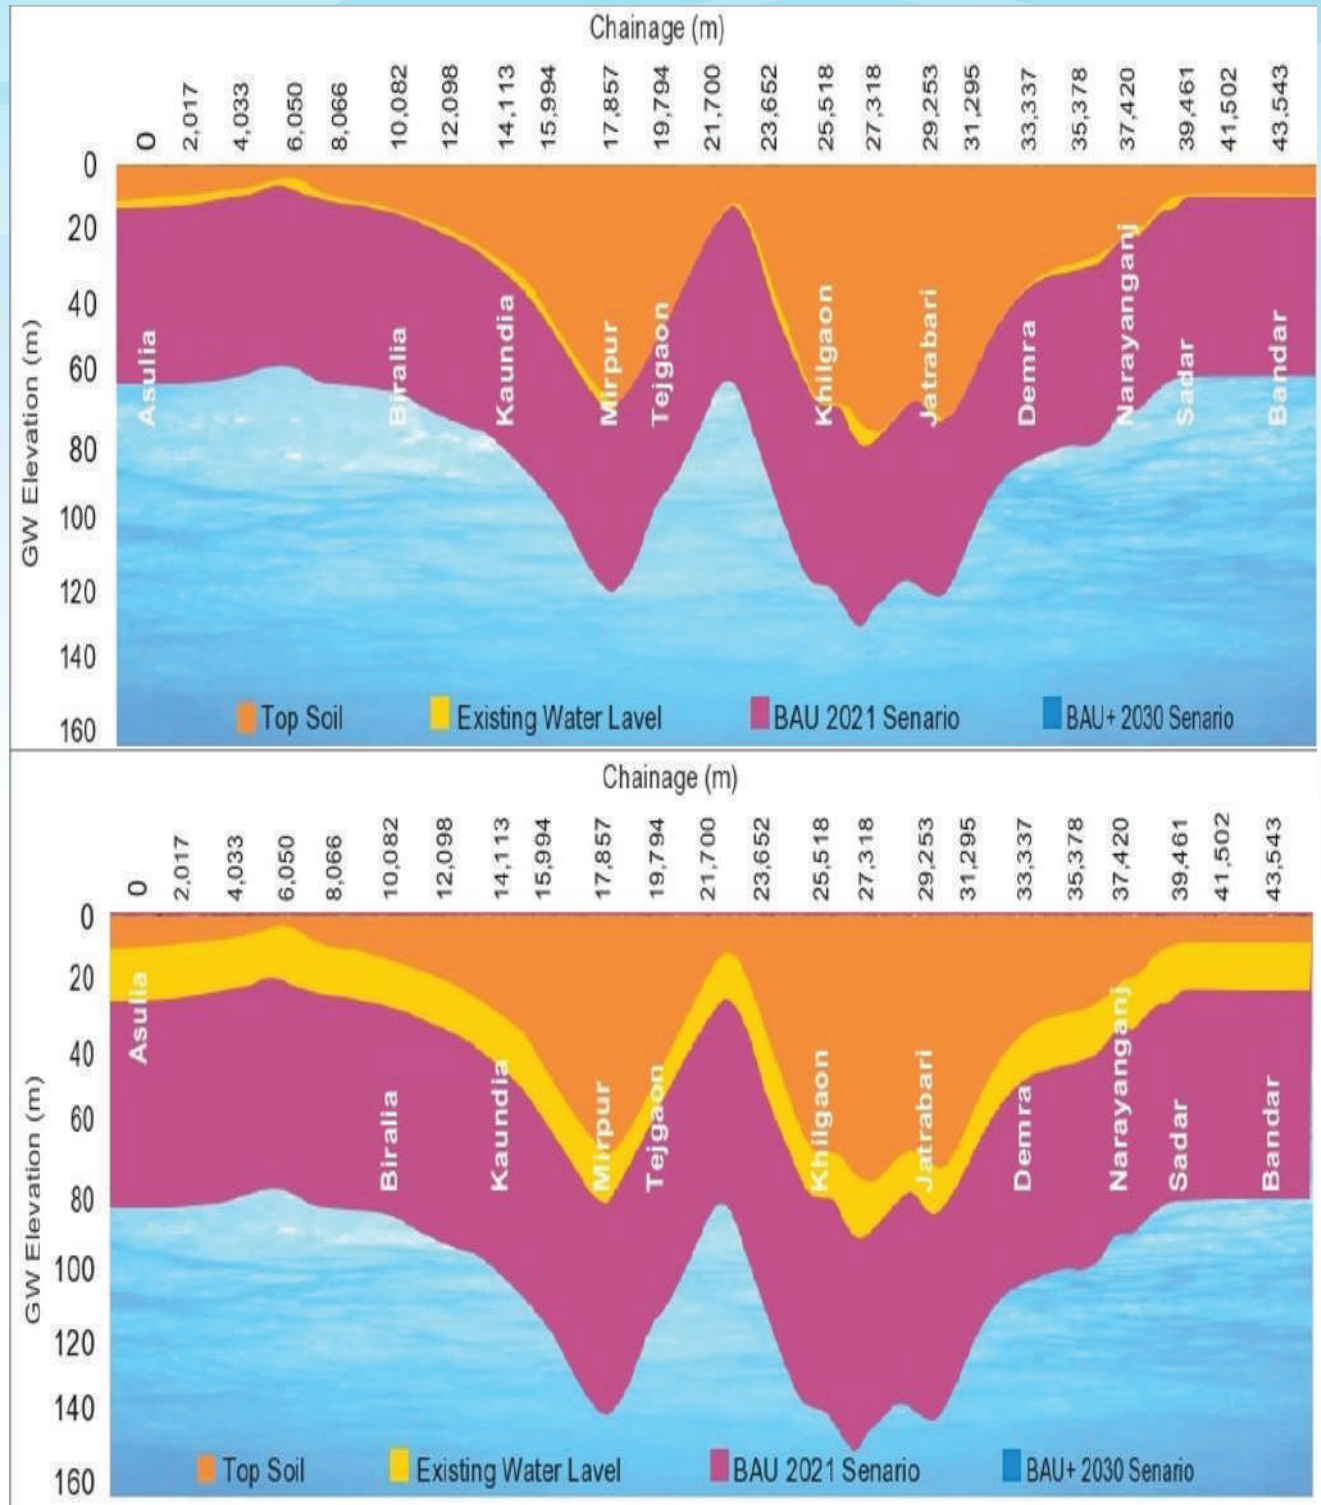 Chainage (m)
0 2,017 4,033 6,050 8,066 10,082 12,098 14,113 15,994 17,857 19,794 21,700 23,652 25,518 27,318 29,253 31,295 33,337 35,378 37,420 39,461 41,502 43.543
GW Elevation (m)
0
20
40
60
80
100
120
140
160
Asulia
Biralia
Kaundia
Mirpur
Tejgaon
Khilgaon
Jatrabari
Demra
Narayanganj
Sadar
Bandar
Top Soil Existing Water Lavel BAU 2021 Senario BAU+ 2030 Senario
Chainage (m)
0 2,017 4,033 6,050 8,066 10,082 12,098 14,113 15,994 17,857 19,794 21,700 23,652 25,518 27,318 29,253 31,295 33,337 35,378 37,420 39,461 41,502 43,543
GW Elevation (m)
0
20
40
60
80
100
120
140
160
Asulia
Biralia
Kaundia
Mirpur
Tejgaon
Khilgaon
Jatrabari
Demra
Narayanganj
Sadar
Bandar
Top Soil Existing Water Lavel BAU 2021 Senario BAU+ 2030 Senario